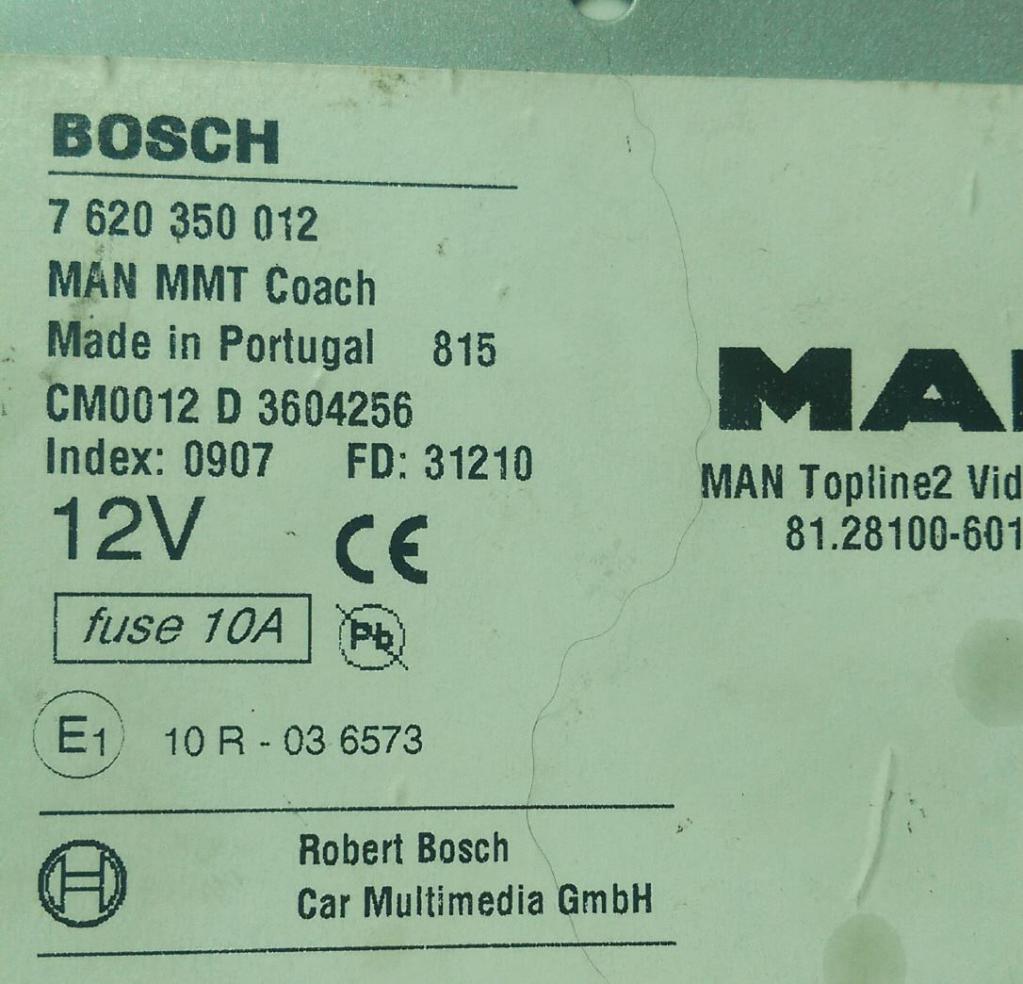 BOSCH
7 620 350 012
MAN MMT Coach
Made in Portugal 815
CM0012 D 3604256
Index: 0907 FD: 31210
12V CE
fuse 10A Pb
E1 10 R - 03 6573
Robert Bosch
Car Multimedia GmbH
MAN
MAN Topline2 Vid
81.28100-601